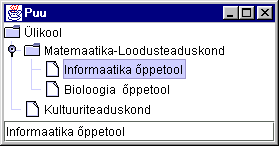 Puu
Ülikool
Matemaatika-Loodusteaduskond
Informaatika õppetool
Bioloogia õppetool
Kultuuriteaduskond
Informaatika õppetool